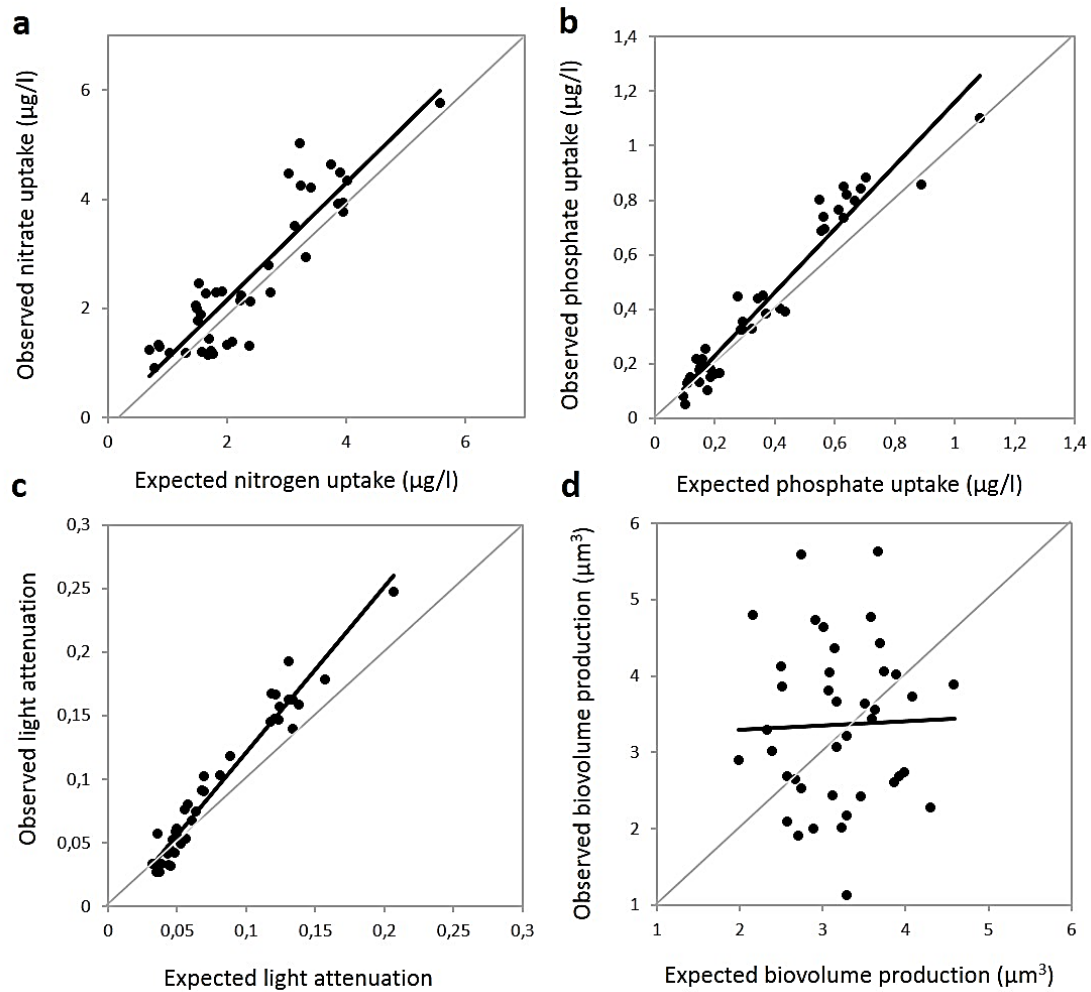 a
Observed nitrate uptake (µg/l)
6
4
2
0
0 2 4 6
Expected nitrogen uptake (µg/l)
b
Observed phosphate uptake (µg/l)
1,4
1,2
1
0,8
0,6
0,4
0,2
0
0 0,2 0,4 0,6 0,8 1 1,2 1,4
Expected phosphate uptake (µg/l)
c
Observed light attenuation
0,3
0,25
0,2
0,15
0,1
0,05
0
0 0,05 0,1 0,15 0,2 0,25 0,3
Expected light attenuation
d
Observed biovolume production (µm³)
6
5
4
3
2
1
1 2 3 4 5 6
Expected biovolume production (µm³)